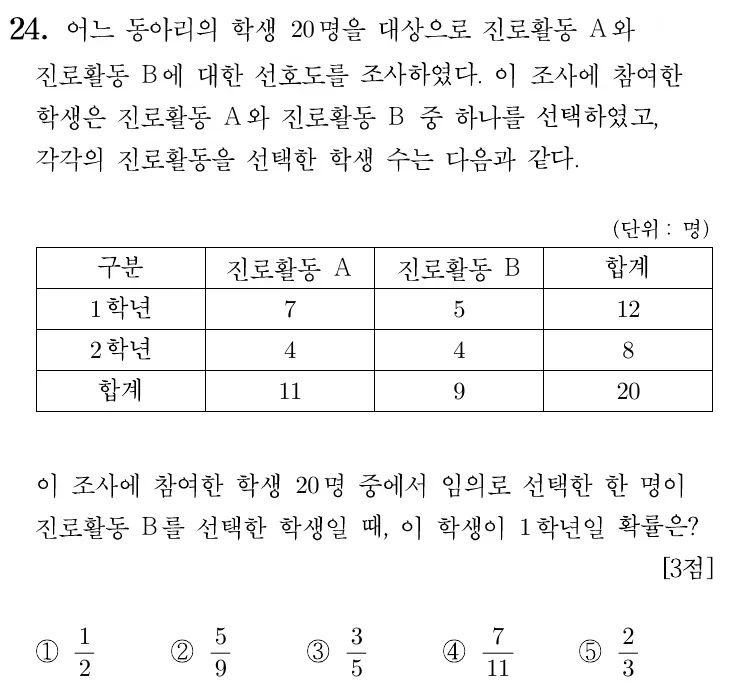 24. 어느 동아리의 학생 20명을 대상으로 진로활동 A와
진로활동 B에 대한 선호도를 조사하였다. 이 조사에 참여한
학생은 진로활동 A와 진로활동 B 중 하나를 선택하였고,
각각의 진로활동을 선택한 학생 수는 다음과 같다.
(단위 : 명)
구분 진로활동 A 진로활동 B 합계
1학년 7 5 12
2학년 4 4 8
합계 11 9 20
이 조사에 참여한 학생 20명 중에서 임의로 선택한 한 명이
진로활동 B를 선택한 학생일 때, 이 학생이 1학년일 확률은?
[3점]
① 1/2 ② 5/9 ③ 3/5 ④ 7/11 ⑤ 2/3